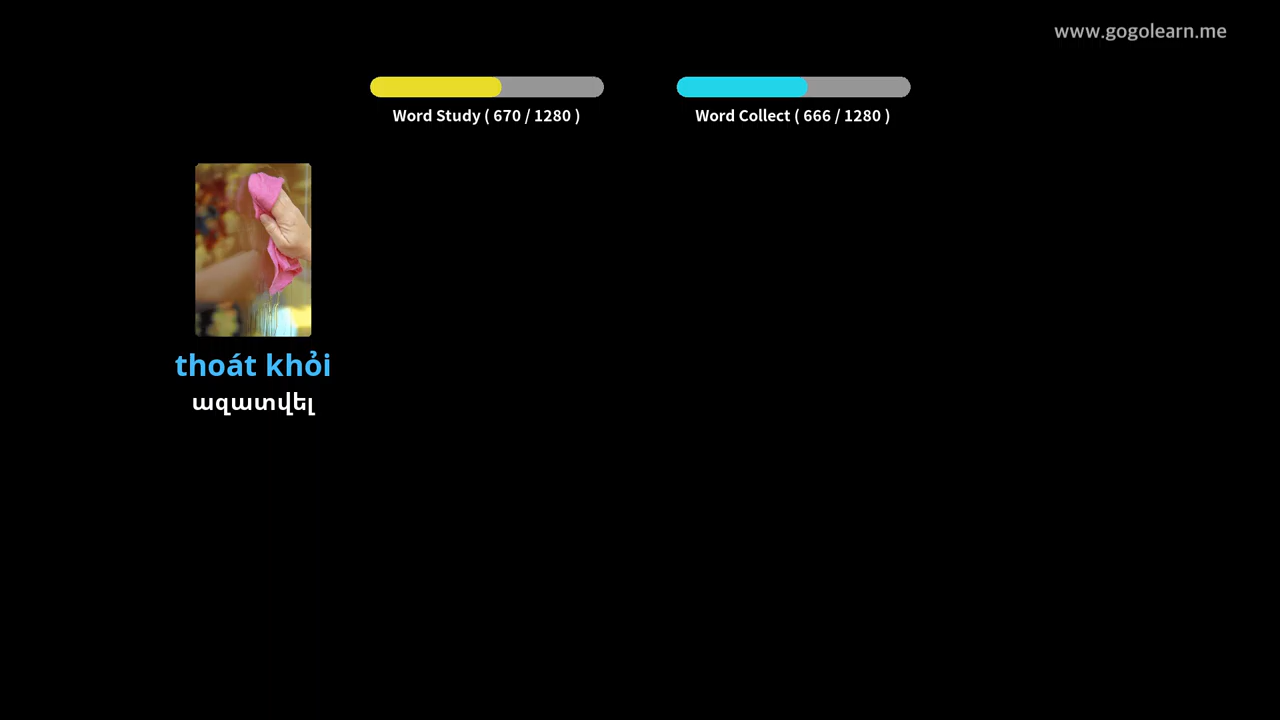 www.gogolearn.me
Word Study ( 670 / 1280 )
Word Collect ( 666 / 1280 )
thoát khỏi
ազատվել